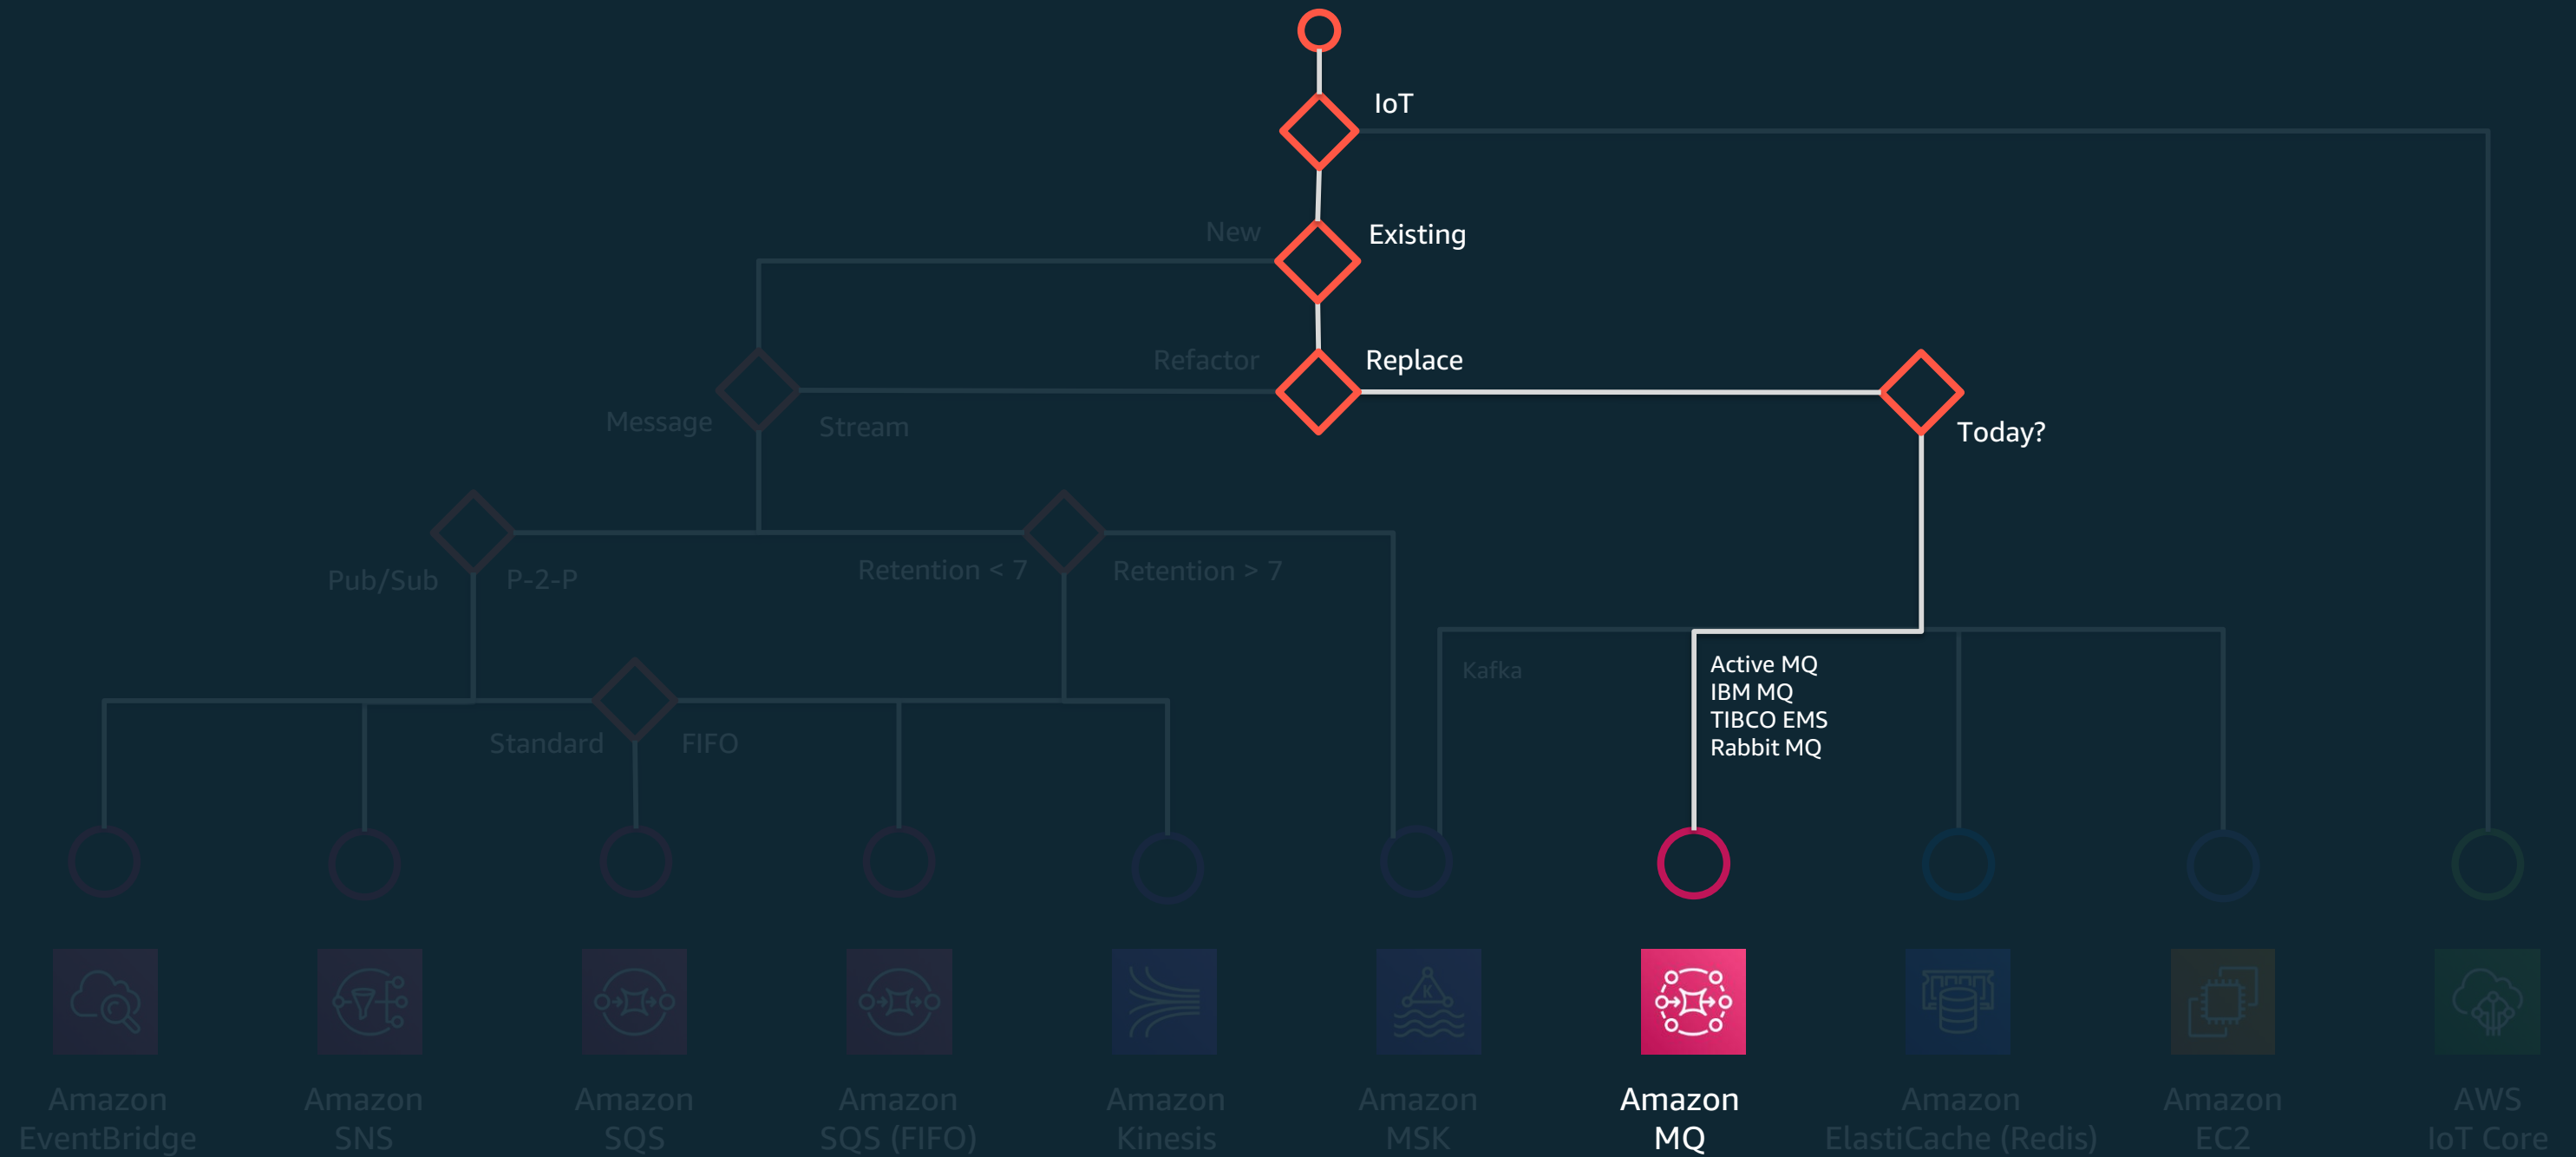 IoT
New
Existing
Refactor
Replace
Message
Stream
Today?
Pub/Sub
P-2-P
Retention < 7
Retention > 7
Kafka
Active MQ
IBM MQ
TIBCO EMS
Rabbit MQ
Standard
FIFO
K
Amazon
EventBridge
Amazon
SNS
Amazon
SQS
Amazon
SQS (FIFO)
Amazon
Kinesis
Amazon
MSK
Amazon
MQ
Amazon
ElastiCache (Redis)
Amazon
EC2
AWS
IoT Core